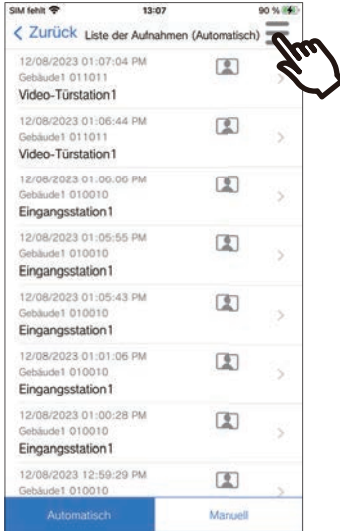 SIM fehlt 13:07 90 %
Zurück Liste der Aufnahmen (Automatisch)
12/08/2023 01:07:04 PM
Gebäude1 011011
Video-Türstation1
12/08/2023 01:06:44 PM
Gebäude1 011011
Video-Türstation1
12/08/2023 01:06:00 PM
Gebäude1 010010
Eingangsstation1
12/08/2023 01:05:55 PM
Gebäude1 010010
Eingangsstation1
12/08/2023 01:05:43 PM
Gebäude1 010010
Eingangsstation1
12/08/2023 01:01:06 PM
Gebäude1 010010
Eingangsstation1
12/08/2023 01:00:28 PM
Gebäude1 010010
Eingangsstation1
12/08/2023 12:59:29 PM
Gebäude1 010010
Automatisch Manuell